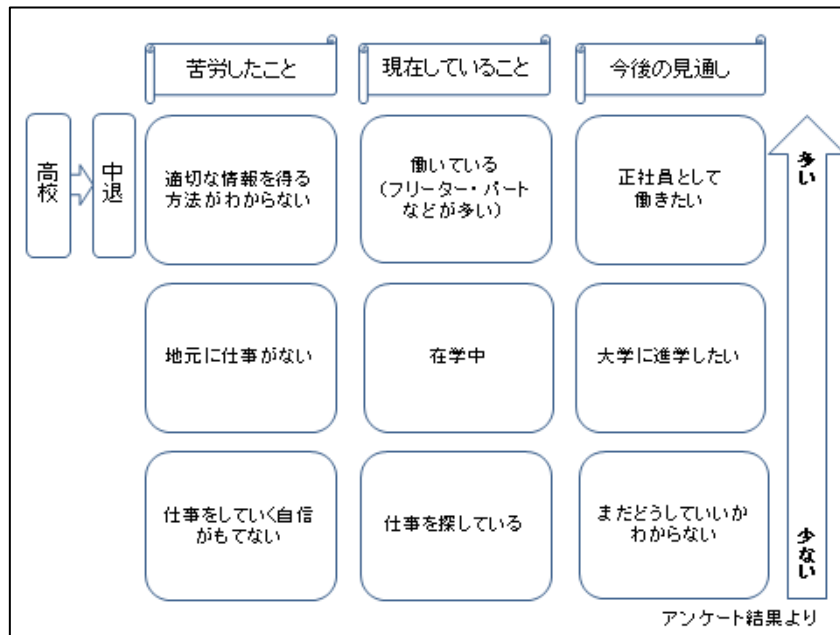 苦労したこと
現在していること
今後の見通し
高校
中退
適切な情報を得る
方法がわからない
働いている
（フリーター・パート
などが多い）
正社員として
働きたい
多い
地元に仕事がない
在学中
大学に進学したい
仕事をしていく自信
がもてない
仕事を探している
まだどうしていいか
わからない
少ない
アンケート結果より